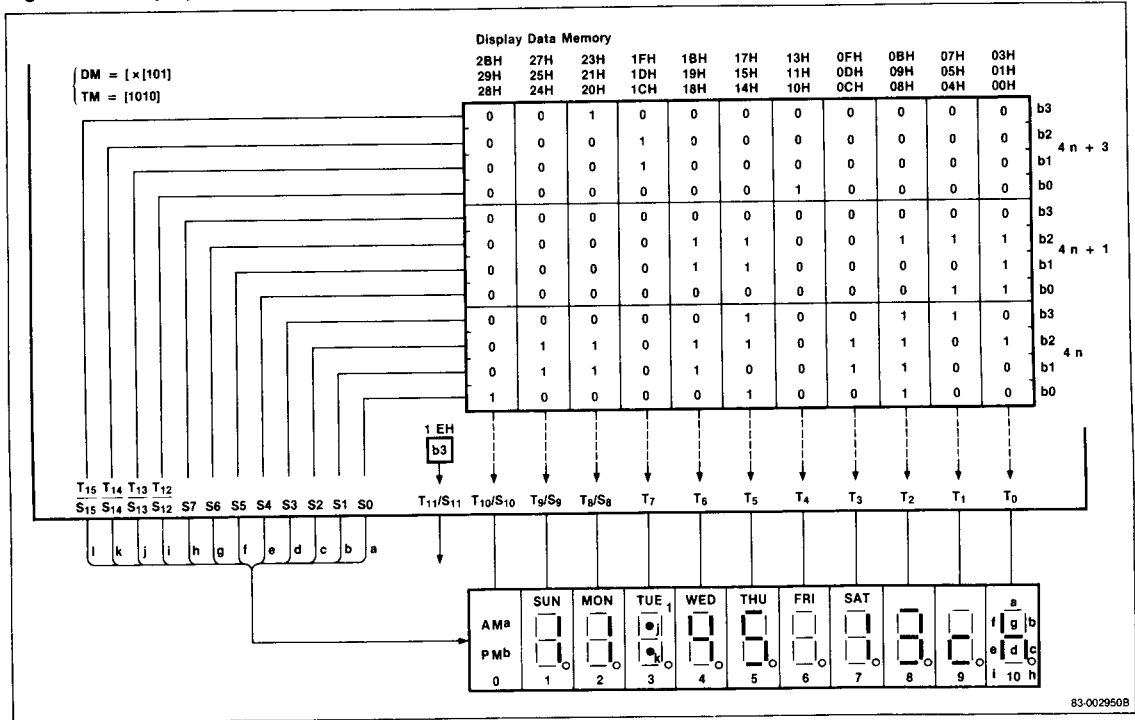 Display Data Memory
2BH 27H 23H 1FH 1BH 17H 13H 0FH 0BH 07H 03H
29H 25H 21H 1DH 19H 15H 11H 0DH 09H 05H 01H
28H 24H 20H 1CH 18H 14H 10H 0CH 08H 04H 00H
DM = [×[101]
TM = [1010]
0 0 1 0 0 0 0 0 0 0 0 b3
0 0 0 1 0 0 0 0 0 0 0 b2
4 n + 3
0 0 0 1 0 0 0 0 0 0 0 b1
0 0 0 0 0 0 1 0 0 0 0 b0
0 0 0 0 0 0 0 0 0 0 0 b3
0 0 0 0 1 1 0 0 1 1 1 b2
4 n + 1
0 0 0 0 1 1 0 0 0 0 1 b1
0 0 0 0 0 0 0 0 0 1 1 b0
0 0 0 0 0 1 0 0 1 1 0 b3
0 1 1 0 1 1 0 1 1 0 1 b2
4 n
0 1 1 0 1 0 0 1 1 0 0 b1
1 0 0 0 0 1 0 0 1 0 0 b0
1 EH
b3
T15 T14 T13 T12
S15 S14 S13 S12 S7 S6 S5 S4 S3 S2 S1 S0 T11/S11 T10/S10 T9/S9 T8/S8 T7 T6 T5 T4 T3 T2 T1 T0
l k j i h g f e d c b a
SUN MON TUE 1 WED THU FRI SAT
AMa
PMb
j
k
a
f g b
e d c
i h
0 1 2 3 4 5 6 7 8 9 10
83-002950B